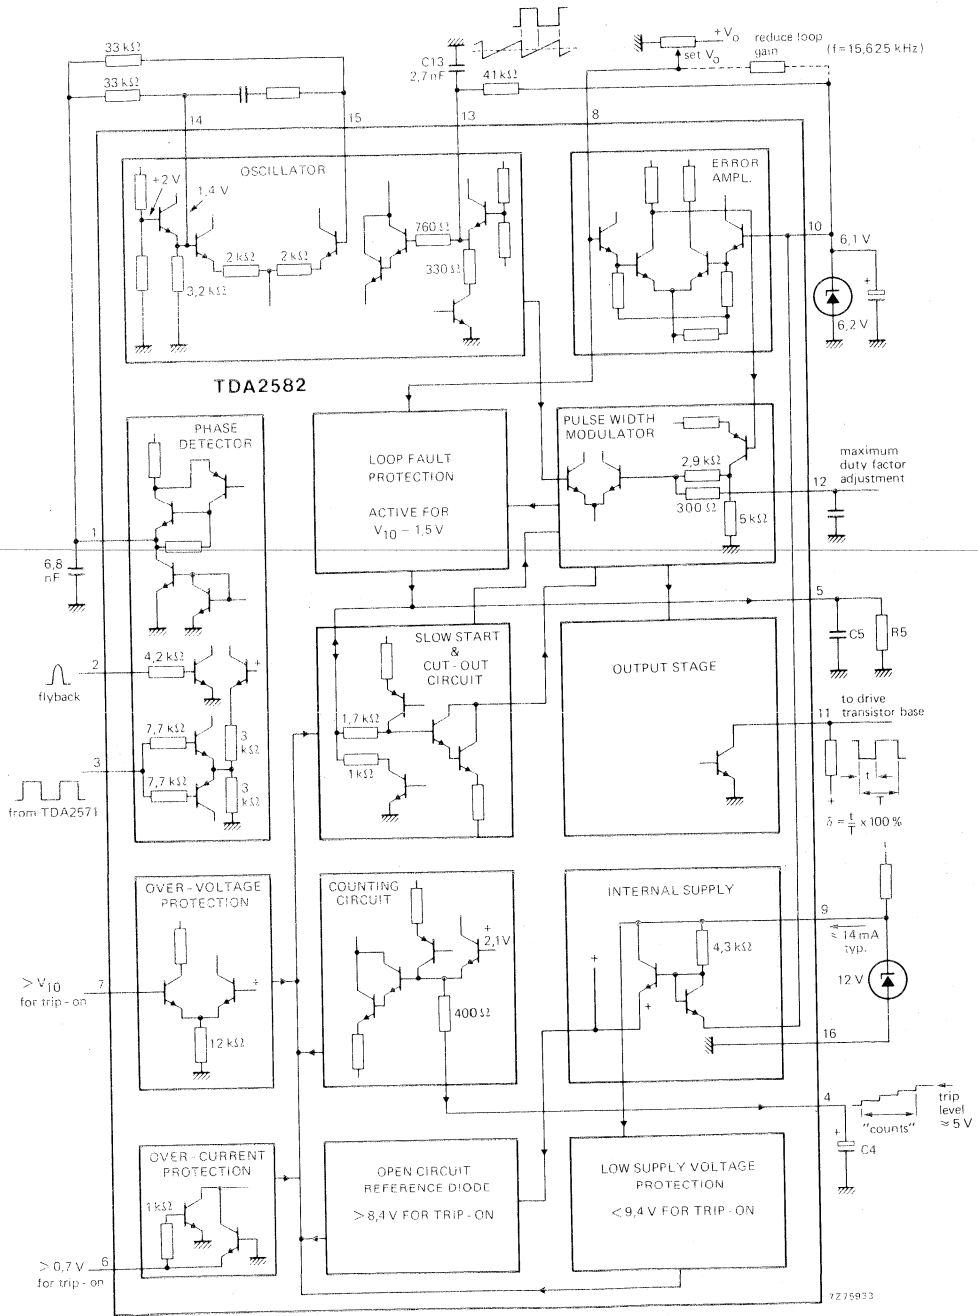 33 kΩ
33 kΩ
C13
2,7 nF
41 kΩ
+V₀
set V₀
reduce loop
gain
(f = 15,625 kHz)
14
15
13
8
OSCILLATOR
+2 V
1,4 V
2 kΩ
2 kΩ
3,2 kΩ
760 Ω
330 Ω
ERROR
AMPL.
10
6,1 V
+
6,2 V
TDA2582
PHASE
DETECTOR
LOOP FAULT
PROTECTION
ACTIVE FOR
V₁₀ – 1,5 V
PULSE WIDTH
MODULATOR
2,9 kΩ
300 Ω
5 kΩ
maximum
duty factor
adjustment
12
1
6,8
nF
2
flyback
4,2 kΩ
+
3
from TDA2571
7,7 kΩ
7,7 kΩ
3
kΩ
3
kΩ
SLOW START
&
CUT-OUT
CIRCUIT
1,7 kΩ
1 kΩ
OUTPUT STAGE
5
C5
R5
11
to drive
transistor base
t
T
+
δ = t/T x 100 %
OVER-VOLTAGE
PROTECTION
12 kΩ
+
> V₁₀
for trip-on
7
COUNTING
CIRCUIT
+
2,1 V
400 Ω
INTERNAL SUPPLY
4,3 kΩ
+
+
+
9
≈ 14 mA
typ.
12 V
16
4
+
C4
"counts"
trip
level
≈ 5 V
OVER-CURRENT
PROTECTION
1 kΩ
> 0,7 V
for trip-on
6
OPEN CIRCUIT
REFERENCE DIODE
> 8,4 V FOR TRIP-ON
LOW SUPPLY VOLTAGE
PROTECTION
< 9,4 V FOR TRIP-ON
7Z75933